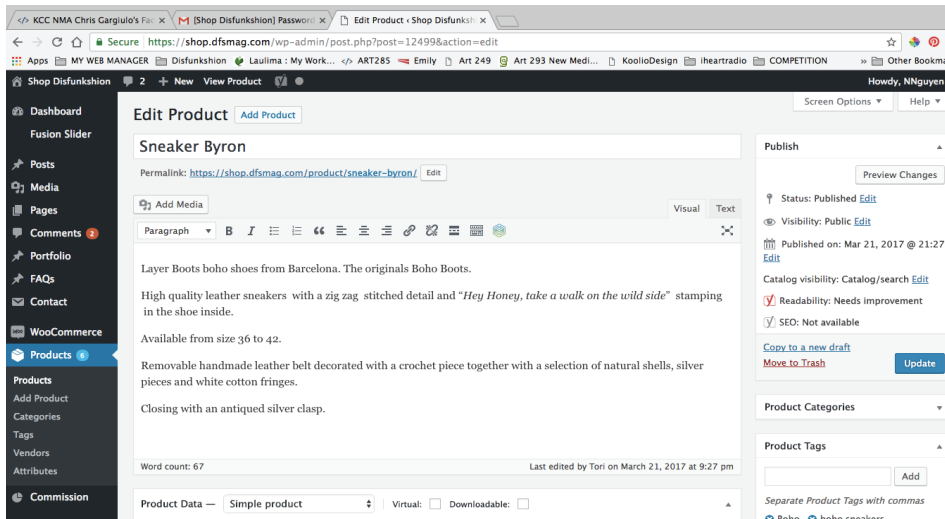 </> KCC NMA Chris Gargiulo's Fac × [Shop Disfunkshion] Password × Edit Product ‹ Shop Disfunksh ×
Secure https://shop.dfsmag.com/wp-admin/post.php?post=12499&action=edit
Apps MY WEB MANAGER Disfunkshion Laulima : My Work... </> ART285 Emily Art 249 Art 293 New Medi... KoolioDesign iheartradio COMPETITION » Other Bookma
Shop Disfunkshion 2 + New View Product Howdy, NNguyen
Screen Options ▼ Help ▼
Dashboard
Fusion Slider
Posts
Media
Pages
Comments 2
Portfolio
FAQs
Contact
WooCommerce
Products 6
Products
Add Product
Categories
Tags
Vendors
Attributes
Commission
Edit Product Add Product
Sneaker Byron
Permalink: https://shop.dfsmag.com/product/sneaker-byron/ Edit
Add Media Visual Text
Paragraph ▼ B I
Layer Boots boho shoes from Barcelona. The originals Boho Boots.
High quality leather sneakers with a zig zag stitched detail and “Hey Honey, take a walk on the wild side” stamping
in the shoe inside.
Available from size 36 to 42.
Removable handmade leather belt decorated with a crochet piece together with a selection of natural shells, silver
pieces and white cotton fringes.
Closing with an antiqued silver clasp.
Word count: 67 Last edited by Tori on March 21, 2017 at 9:27 pm
Product Data — Simple product Virtual: Downloadable:
Publish
Preview Changes
Status: Published Edit
Visibility: Public Edit
Published on: Mar 21, 2017 @ 21:27
Edit
Catalog visibility: Catalog/search Edit
Readability: Needs improvement
SEO: Not available
Copy to a new draft
Move to Trash Update
Product Categories
Product Tags
Add
Separate Product Tags with commas
Boho boho sneakers